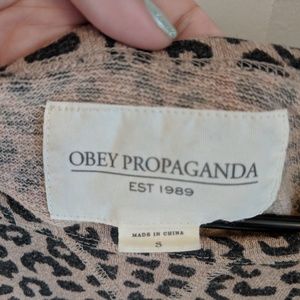 OBEY PROPAGANDA
EST 1989
MADE IN CHINA
S